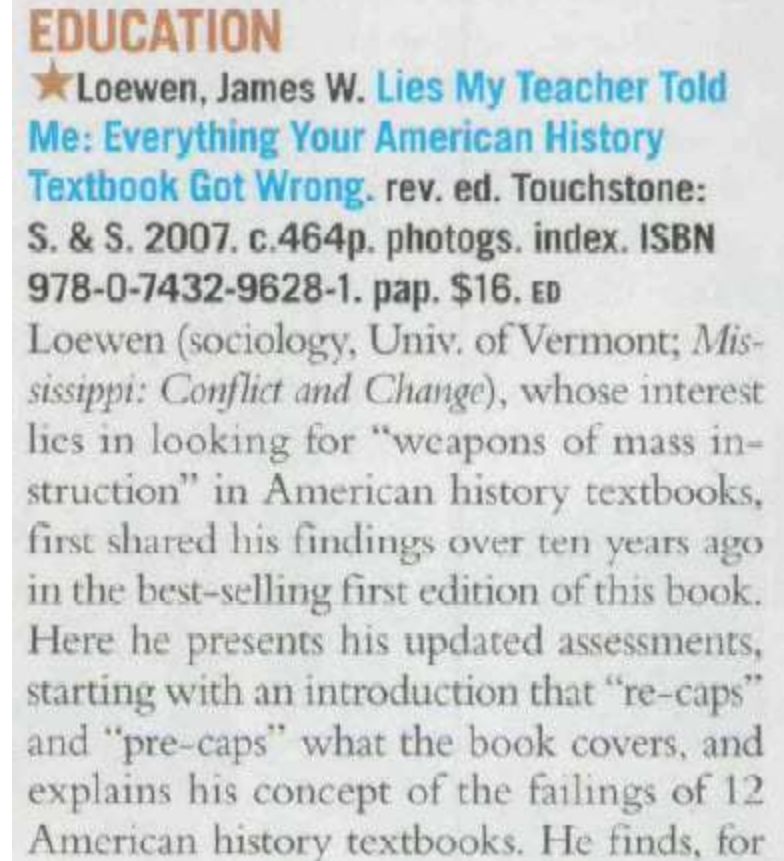 EDUCATION
★Loewen, James W. Lies My Teacher Told
Me: Everything Your American History
Textbook Got Wrong. rev. ed. Touchstone:
S. & S. 2007. c.464p. photogs. index. ISBN
978-0-7432-9628-1. pap. $16. ED
Loewen (sociology, Univ. of Vermont; Mis-
sissippi: Conflict and Change), whose interest
lies in looking for “weapons of mass in-
struction” in American history textbooks,
first shared his findings over ten years ago
in the best-selling first edition of this book.
Here he presents his updated assessments,
starting with an introduction that “re-caps”
and “pre-caps” what the book covers, and
explains his concept of the failings of 12
American history textbooks. He finds, for